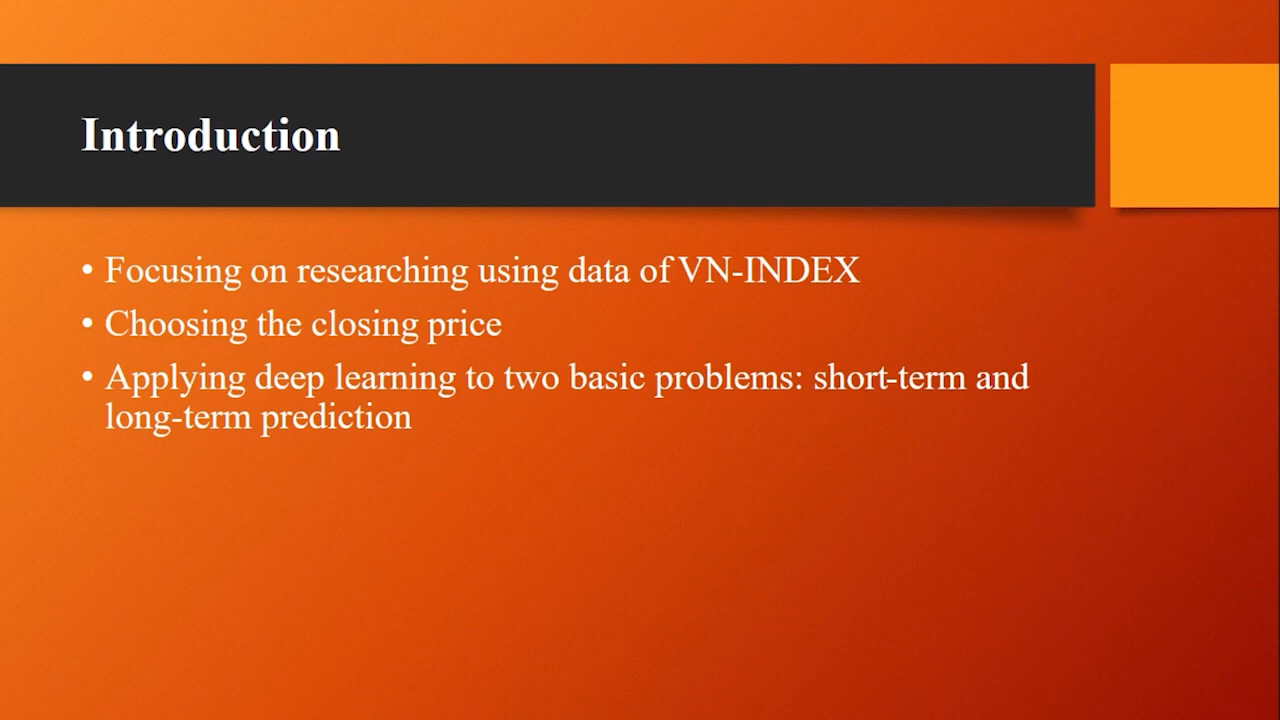 Introduction
• Focusing on researching using data of VN-INDEX
• Choosing the closing price
• Applying deep learning to two basic problems: short-term and
long-term prediction